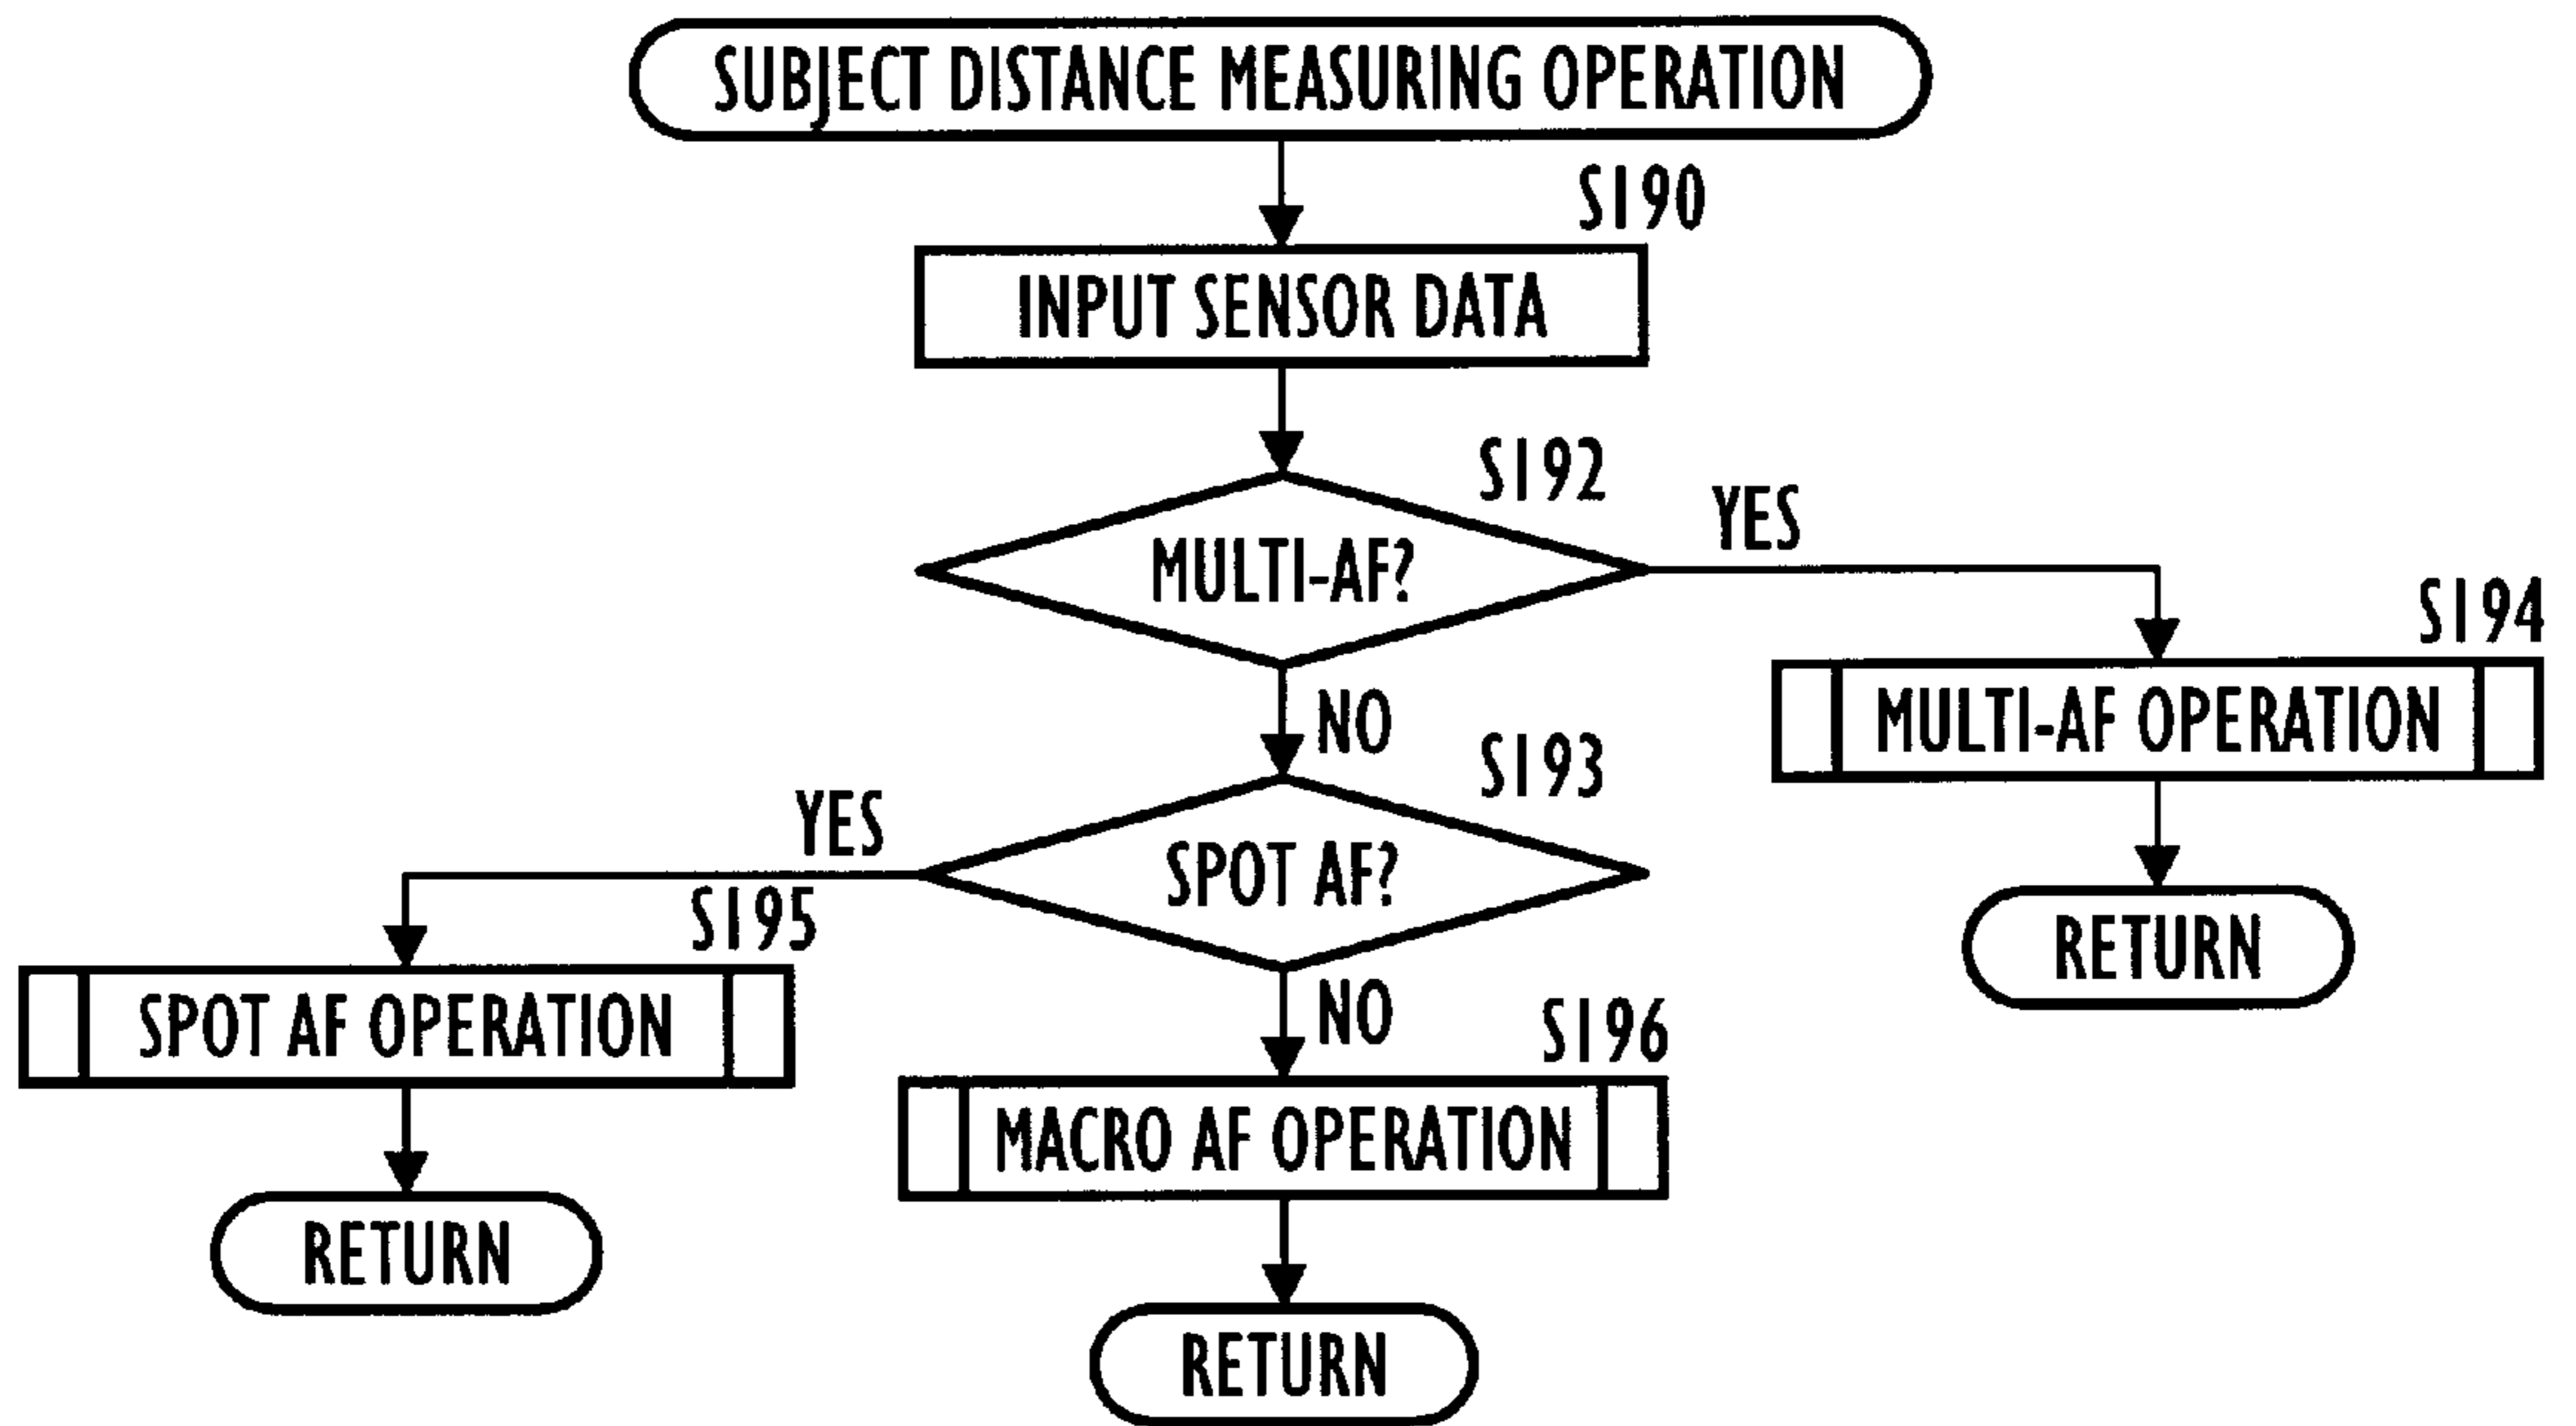 SUBJECT DISTANCE MEASURING OPERATION
S190
INPUT SENSOR DATA
S192
MULTI-AF?
YES
S194
MULTI-AF OPERATION
RETURN
NO
S193
SPOT AF?
YES
S195
SPOT AF OPERATION
RETURN
NO
S196
MACRO AF OPERATION
RETURN